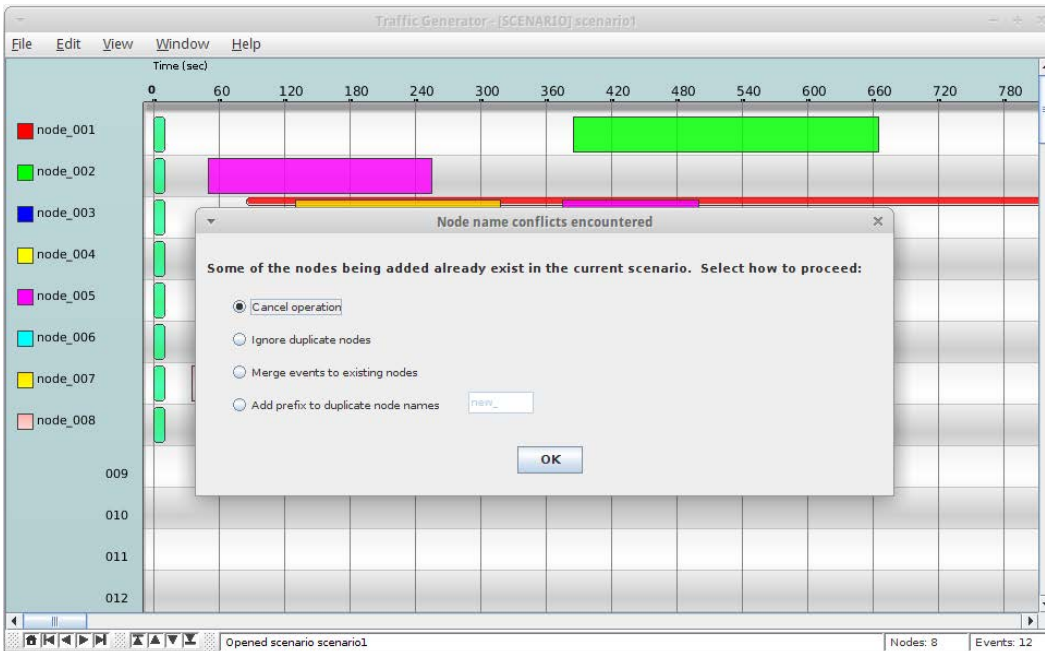 Traffic Generator - [SCENARIO] scenario1
File Edit View Window Help
Time (sec)
0 60 120 180 240 300 360 420 480 540 600 660 720 780
node_001
node_002
node_003
node_004
node_005
node_006
node_007
node_008
009
010
011
012
Node name conflicts encountered
Some of the nodes being added already exist in the current scenario. Select how to proceed:
Cancel operation
Ignore duplicate nodes
Merge events to existing nodes
Add prefix to duplicate node names new_
OK
Opened scenario scenario1 Nodes: 8 Events: 12